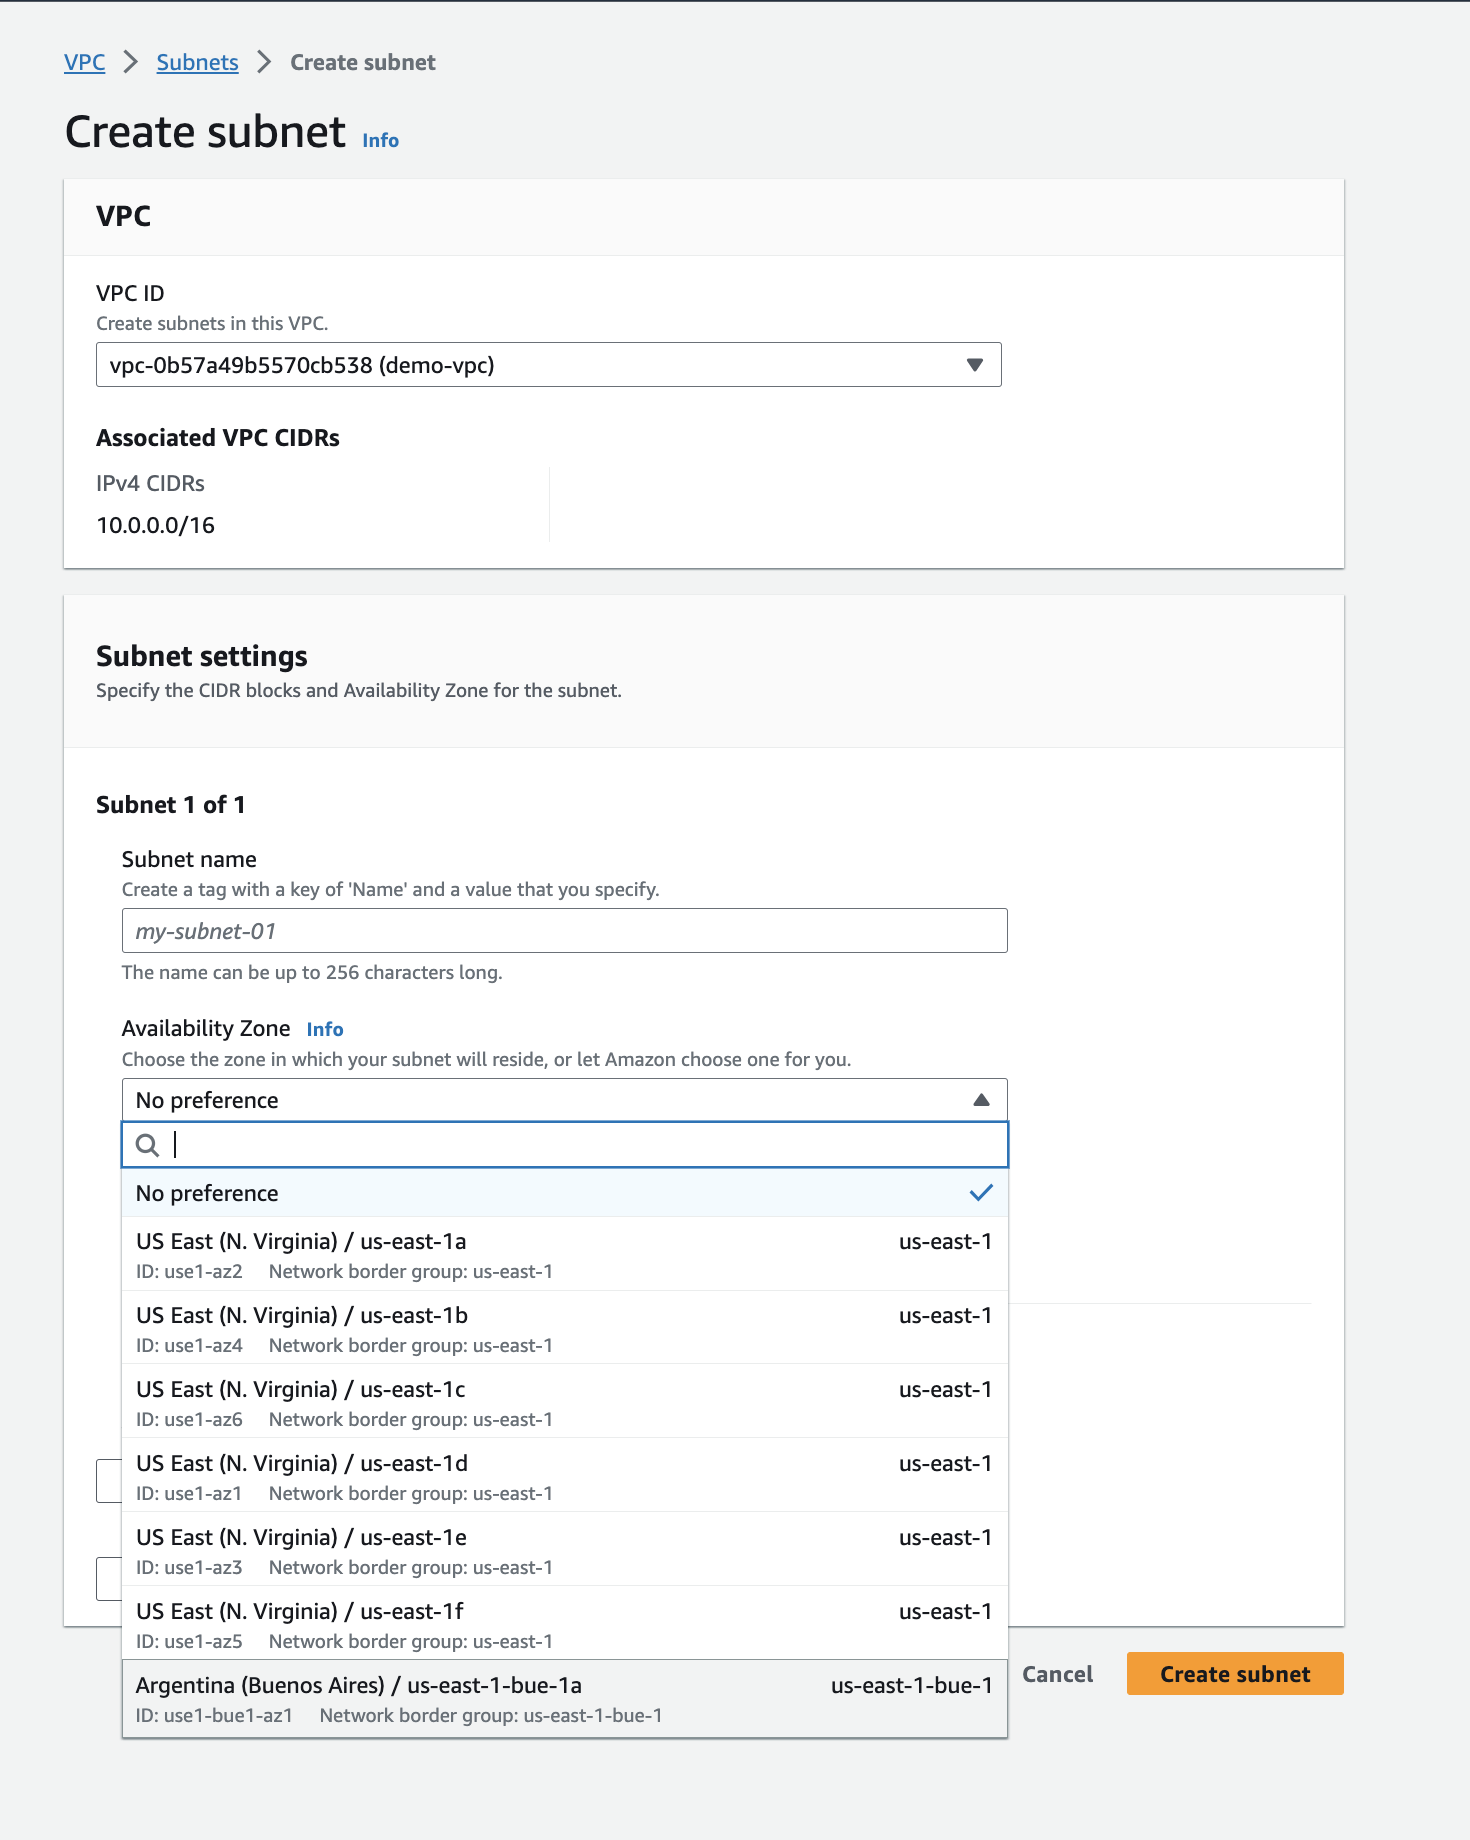 VPC > Subnets > Create subnet
Create subnet Info
VPC
VPC ID
Create subnets in this VPC.
vpc-0b57a49b5570cb538 (demo-vpc)
Associated VPC CIDRs
IPv4 CIDRs
10.0.0.0/16
Subnet settings
Specify the CIDR blocks and Availability Zone for the subnet.
Subnet 1 of 1
Subnet name
Create a tag with a key of 'Name' and a value that you specify.
my-subnet-01
The name can be up to 256 characters long.
Availability Zone Info
Choose the zone in which your subnet will reside, or let Amazon choose one for you.
No preference
No preference
US East (N. Virginia) / us-east-1a us-east-1
ID: use1-az2 Network border group: us-east-1
US East (N. Virginia) / us-east-1b us-east-1
ID: use1-az4 Network border group: us-east-1
US East (N. Virginia) / us-east-1c us-east-1
ID: use1-az6 Network border group: us-east-1
US East (N. Virginia) / us-east-1d us-east-1
ID: use1-az1 Network border group: us-east-1
US East (N. Virginia) / us-east-1e us-east-1
ID: use1-az3 Network border group: us-east-1
US East (N. Virginia) / us-east-1f us-east-1
ID: use1-az5 Network border group: us-east-1
Argentina (Buenos Aires) / us-east-1-bue-1a us-east-1-bue-1
ID: use1-bue1-az1 Network border group: us-east-1-bue-1
Cancel Create subnet